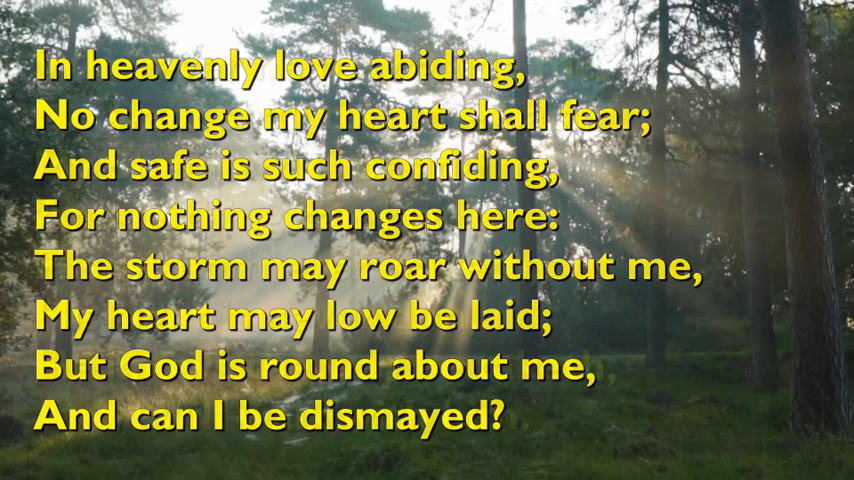 In heavenly love abiding,
No change my heart shall fear;
And safe is such confiding,
For nothing changes here:
The storm may roar without me,
My heart may low be laid;
But God is round about me,
And can I be dismayed?